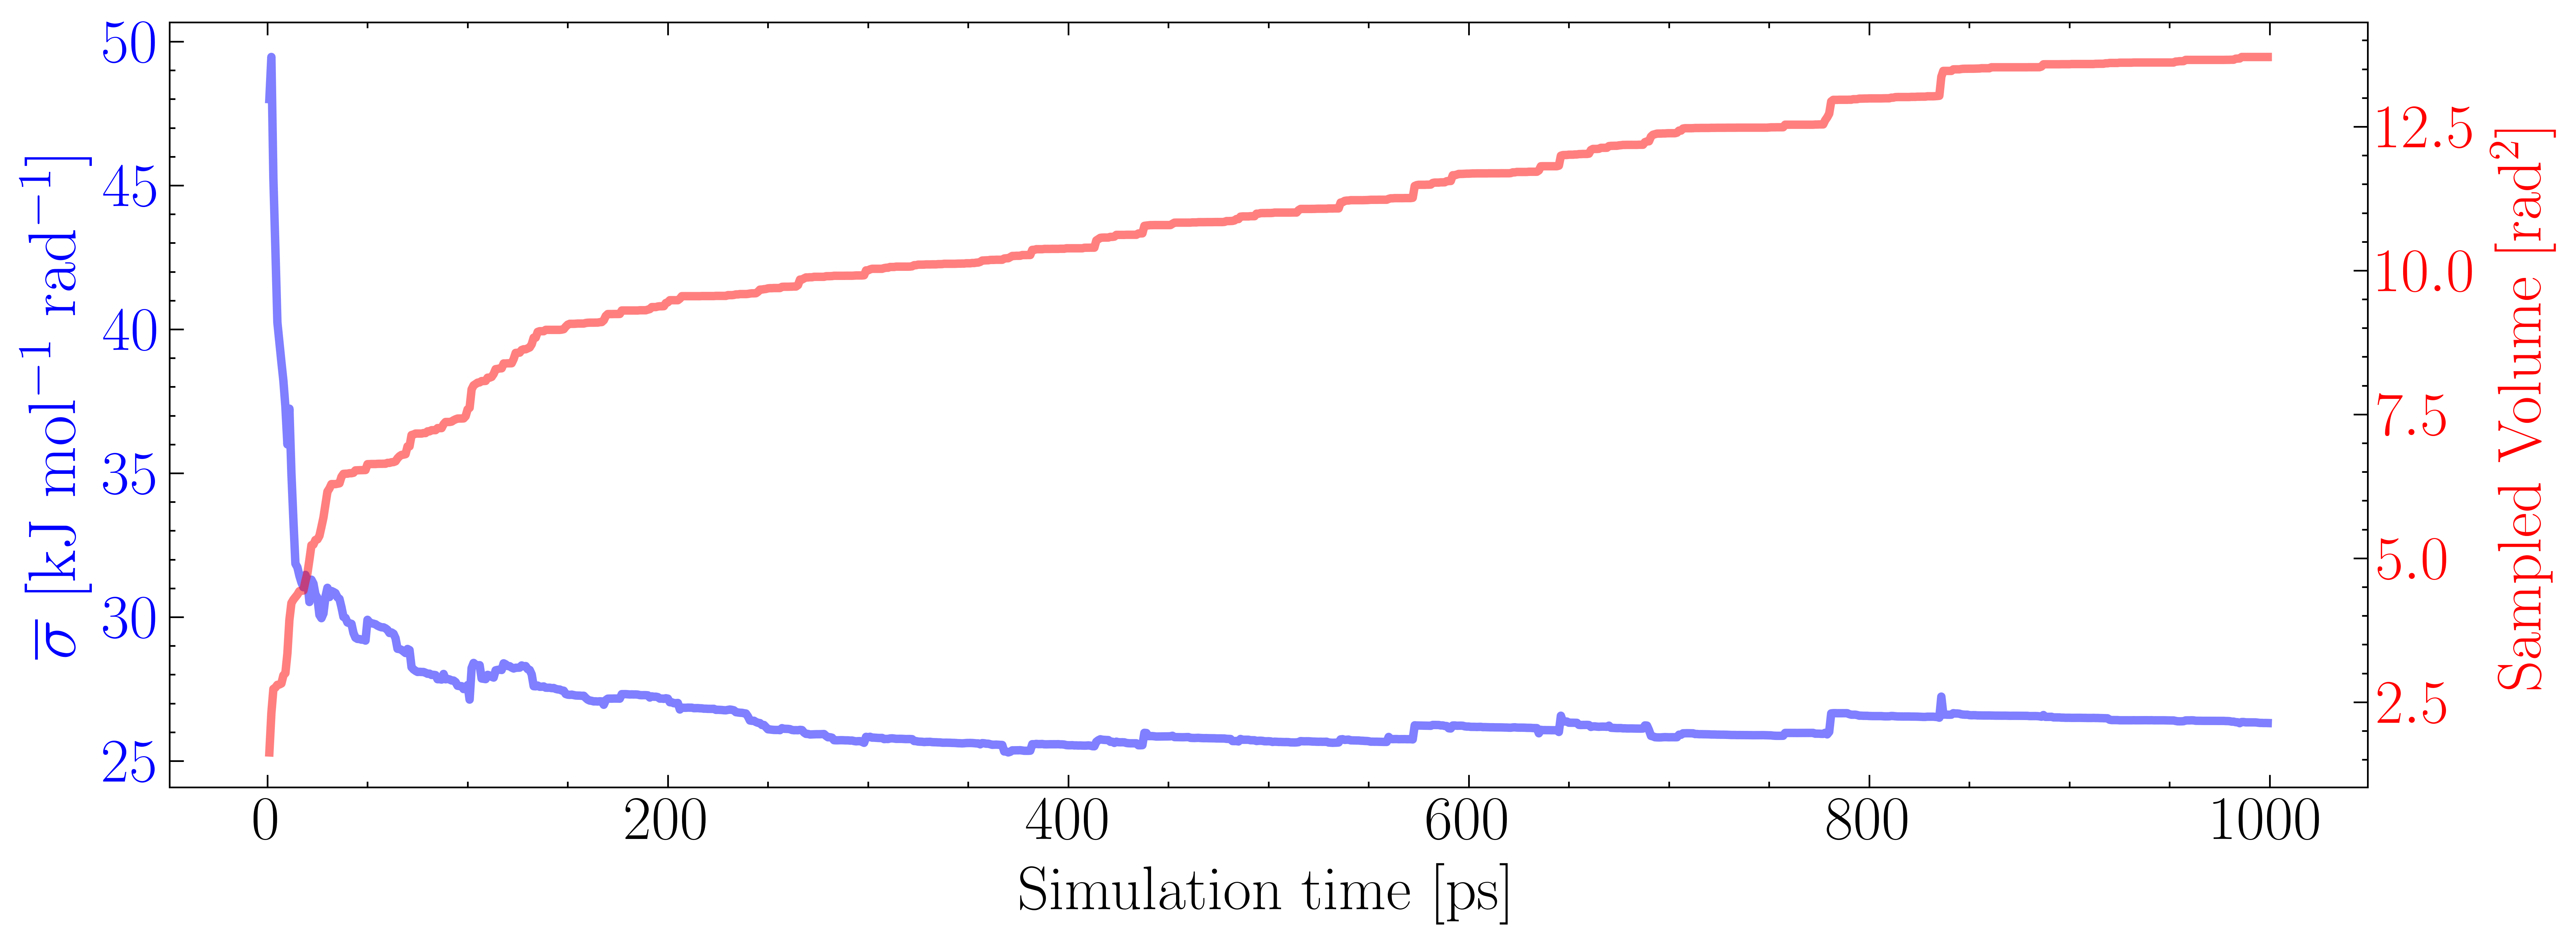 50
45
40
35
30
25
σ̅ [kJ mol⁻¹ rad⁻¹]
12.5
10.0
7.5
5.0
2.5
Sampled Volume [rad²]
0 200 400 600 800 1000
Simulation time [ps]